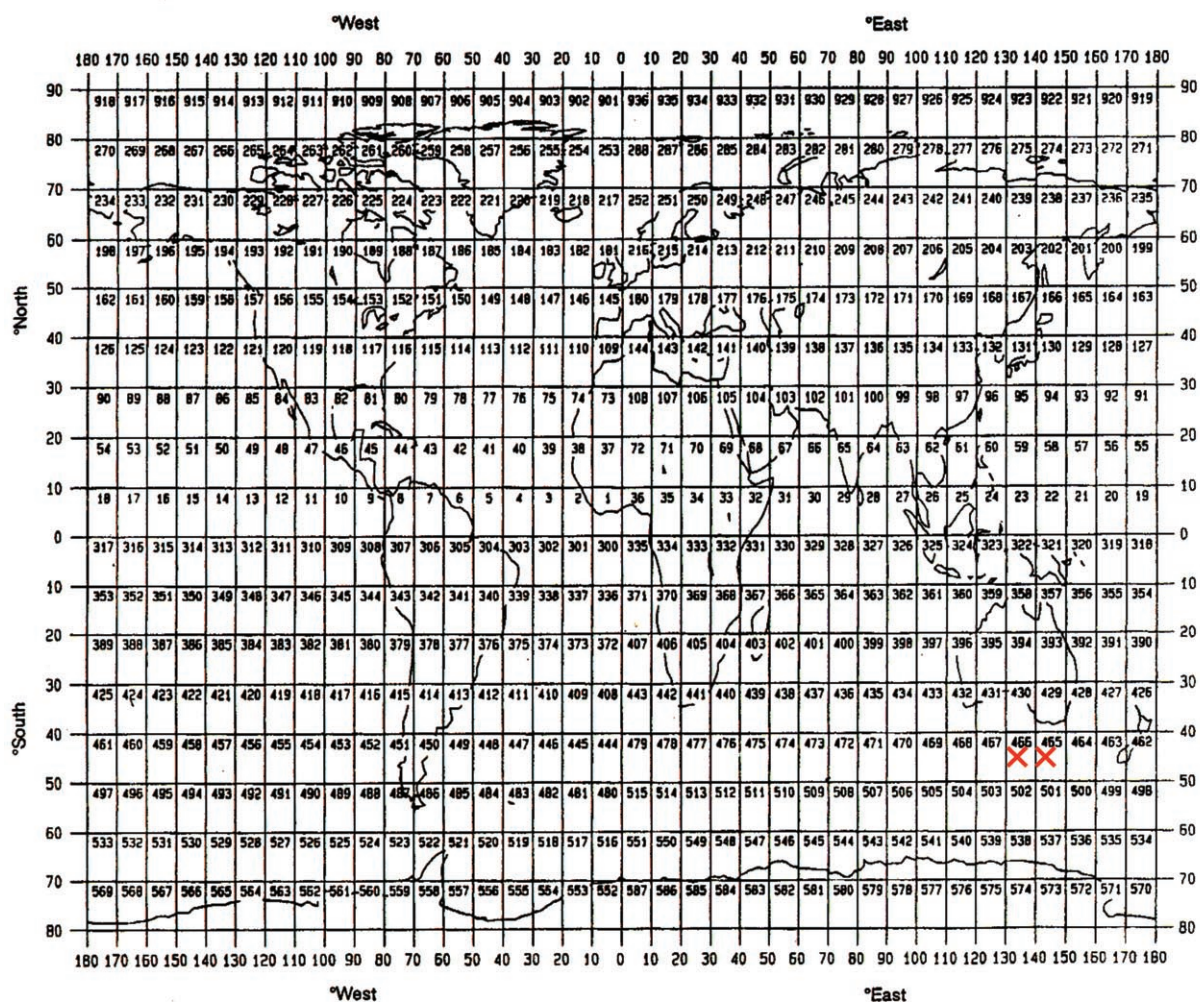 °West °East
180 170 160 150 140 130 120 110 100 90 80 70 60 50 40 30 20 10 0 10 20 30 40 50 60 70 80 90 100 110 120 130 140 150 160 170 180
90 90
918 917 916 915 914 913 912 911 910 909 908 907 906 905 904 903 902 901 936 935 934 933 932 931 930 929 928 927 926 925 924 923 922 921 920 919
80 80
270 269 268 267 266 265 264 263 262 261 260 259 258 257 256 255 254 253 288 287 286 285 284 283 282 281 280 279 278 277 276 275 274 273 272 271
70 70
234 233 232 231 230 229 228 227 226 225 224 223 222 221 220 219 218 217 252 251 250 249 248 247 246 245 244 243 242 241 240 239 238 237 236 235
60 60
198 197 196 195 194 193 192 191 190 189 188 187 186 185 184 183 182 181 216 215 214 213 212 211 210 209 208 207 206 205 204 203 202 201 200 199
50 50
162 161 160 159 158 157 156 155 154 153 152 151 150 149 148 147 146 145 180 179 178 177 176 175 174 173 172 171 170 169 168 167 166 165 164 163
40 40
126 125 124 123 122 121 120 119 118 117 116 115 114 113 112 111 110 109 144 143 142 141 140 139 138 137 136 135 134 133 132 131 130 129 128 127
30 30
90 89 88 87 86 85 84 83 82 81 80 79 78 77 76 75 74 73 108 107 106 105 104 103 102 101 100 99 98 97 96 95 94 93 92 91
20 20
54 53 52 51 50 49 48 47 46 45 44 43 42 41 40 39 38 37 72 71 70 69 68 67 66 65 64 63 62 61 60 59 58 57 56 55
10 10
18 17 16 15 14 13 12 11 10 9 8 7 6 5 4 3 2 1 36 35 34 33 32 31 30 29 28 27 26 25 24 23 22 21 20 19
0 0
317 316 315 314 313 312 311 310 309 308 307 306 305 304 303 302 301 300 335 334 333 332 331 330 329 328 327 326 325 324 323 322 321 320 319 318
10 10
353 352 351 350 349 348 347 346 345 344 343 342 341 340 339 338 337 336 371 370 369 368 367 366 365 364 363 362 361 360 359 358 357 356 355 354
20 20
389 388 387 386 385 384 383 382 381 380 379 378 377 376 375 374 373 372 407 406 405 404 403 402 401 400 399 398 397 396 395 394 393 392 391 390
30 30
425 424 423 422 421 420 419 418 417 416 415 414 413 412 411 410 409 408 443 442 441 440 439 438 437 436 435 434 433 432 431 430 429 428 427 426
40 40
461 460 459 458 457 456 455 454 453 452 451 450 449 448 447 446 445 444 479 478 477 476 475 474 473 472 471 470 469 468 467 466 465 464 463 462
50 50
497 496 495 494 493 492 491 490 489 488 487 486 485 484 483 482 481 480 515 514 513 512 511 510 509 508 507 506 505 504 503 502 501 500 499 498
60 60
533 532 531 530 529 528 527 526 525 524 523 522 521 520 519 518 517 516 551 550 549 548 547 546 545 544 543 542 541 540 539 538 537 536 535 534
70 70
569 568 567 566 565 564 563 562 561 560 559 558 557 556 555 554 553 552 587 586 585 584 583 582 581 580 579 578 577 576 575 574 573 572 571 570
80 80
180 170 160 150 140 130 120 110 100 90 80 70 60 50 40 30 20 10 0 10 20 30 40 50 60 70 80 90 100 110 120 130 140 150 160 170 180
°West °East
°North
°South